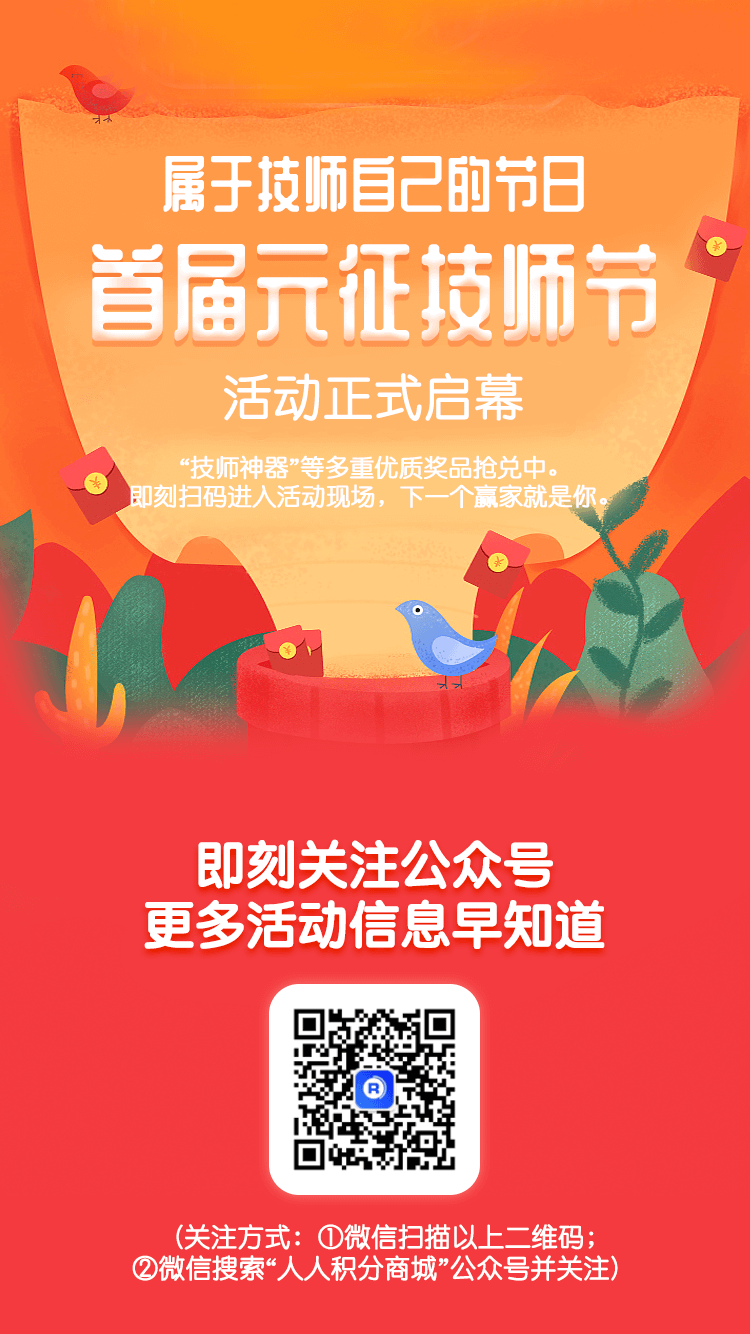 属于技师自己的节日
首届元征技师节
活动正式启幕
“技师神器”等多重优质奖品抢兑中。
即刻扫码进入活动现场，下一个赢家就是你。
即刻关注公众号
更多活动信息早知道
R
（关注方式：①微信扫描以上二维码；
②微信搜索“人人积分商城”公众号并关注）